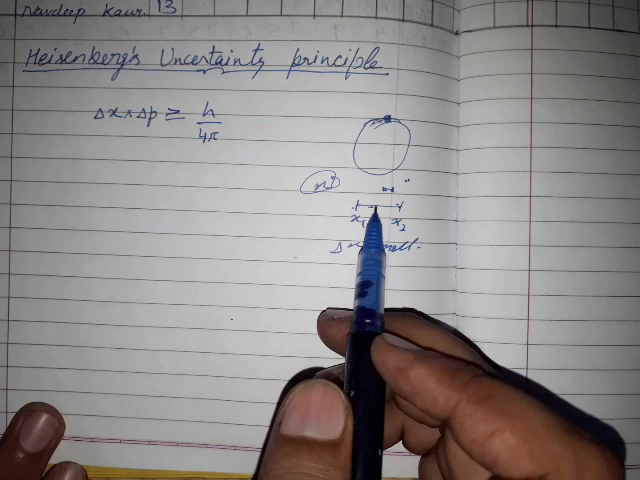 Navdeep Kaur. 13
Heisenberg's Uncertainty principle
Δx × Δp ≥ h/4π
x₁ x₂